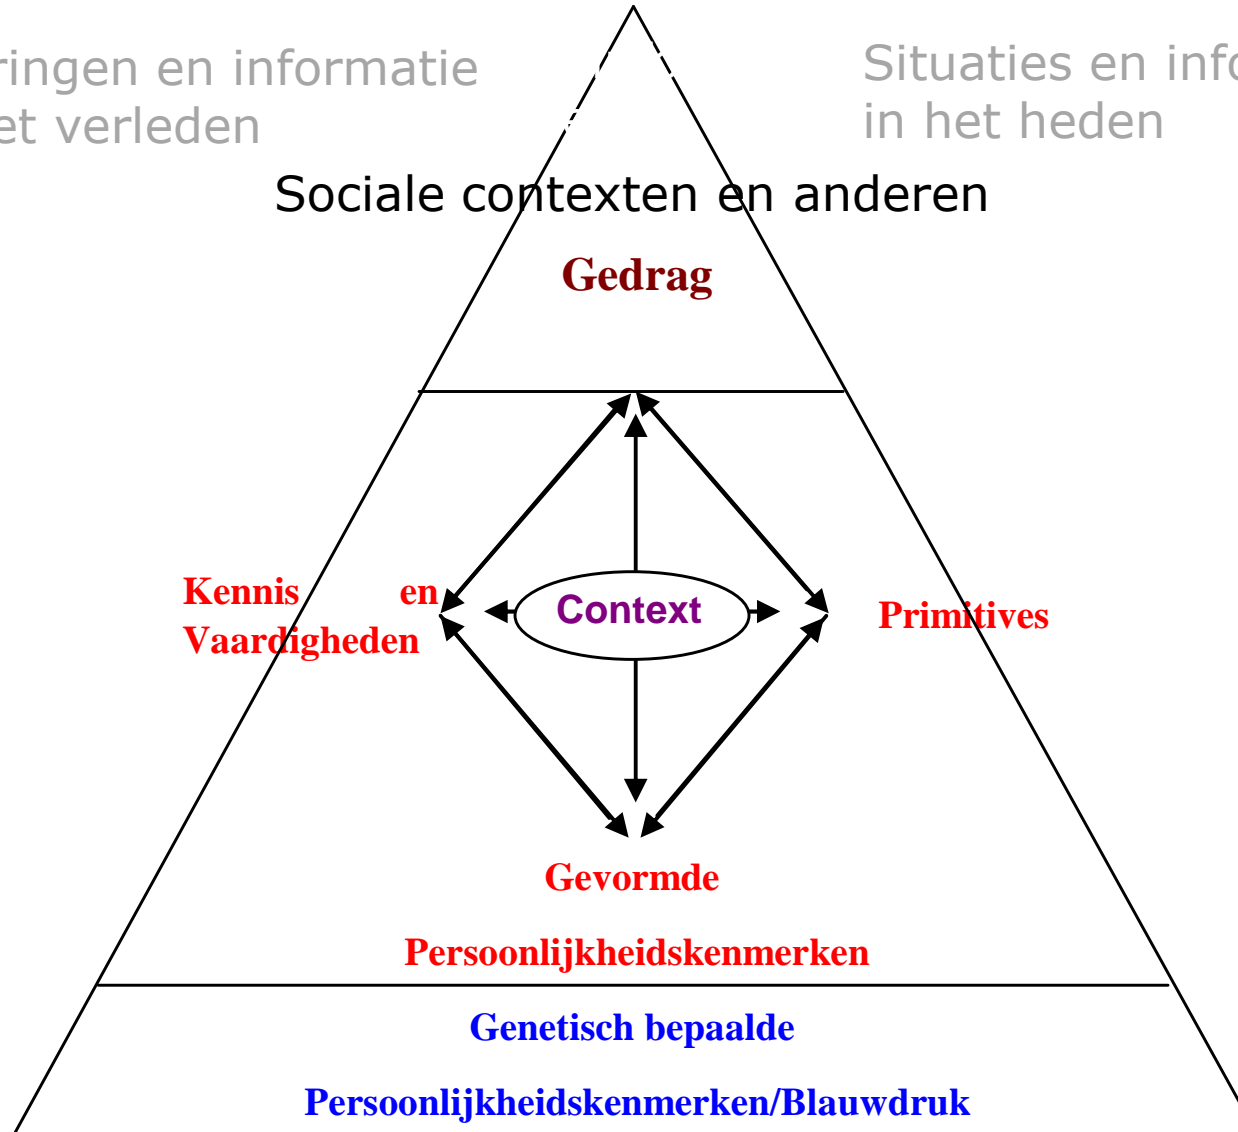 ringen en informatie
et verleden
Situaties en info
in het heden
Sociale contexten en anderen
Gedrag
Kennis en
Vaardigheden
Context
Primitives
Gevormde
Persoonlijkheidskenmerken
Genetisch bepaalde
Persoonlijkheidskenmerken/Blauwdruk